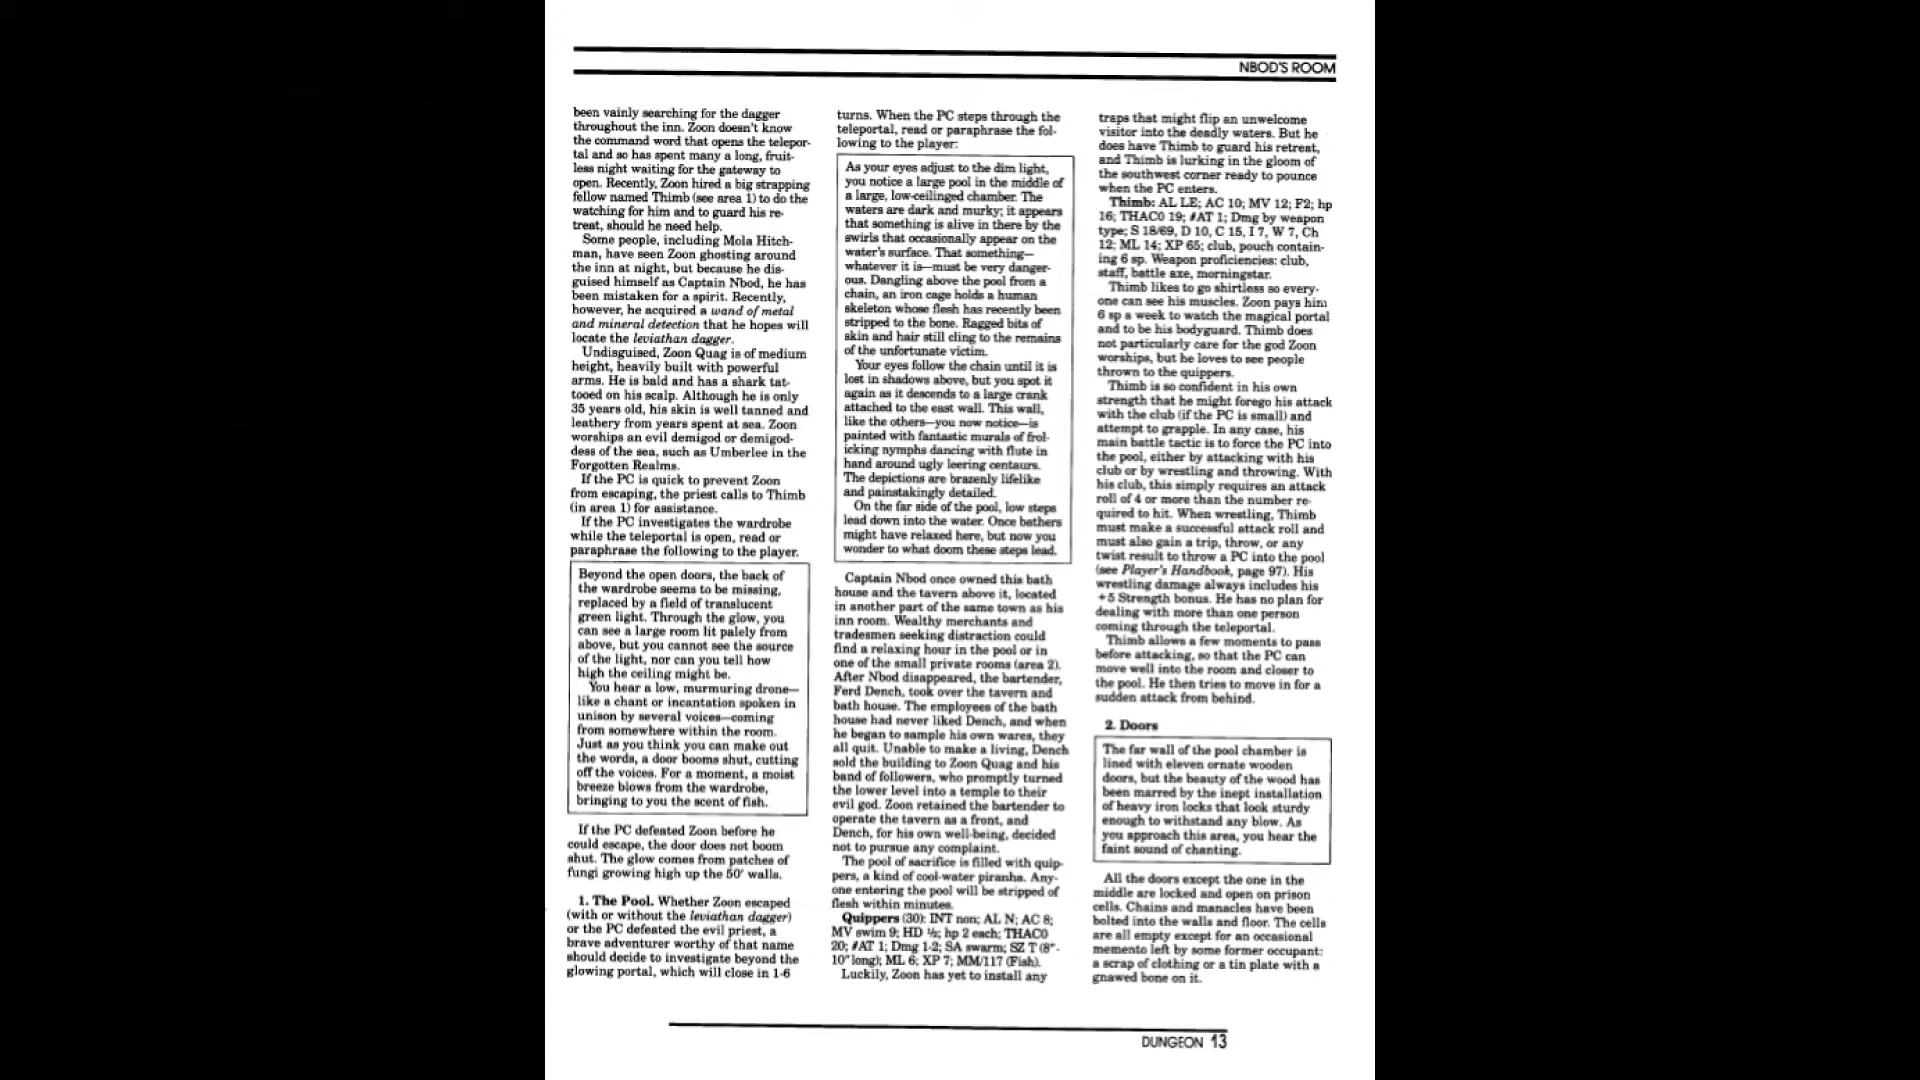 NBOD'S ROOM
been vainly searching for the dagger
throughout the inn. Zoon doesn't know
the command word that opens the telepor-
tal and so has spent many a long, fruit-
less night waiting for the gateway to
open. Recently, Zoon hired a big strapping
fellow named Thimb (see area 1) to do the
watching for him and to guard his re-
treat, should he need help.
Some people, including Mola Hitch-
man, have seen Zoon ghosting around
the inn at night, but because he dis-
guised himself as Captain Nbod, he has
been mistaken for a spirit. Recently,
however, he acquired a wand of metal
and mineral detection that he hopes will
locate the leviathan dagger.
Undisguised, Zoon Quag is of medium
height, heavily built with powerful
arms. He is bald and has a shark tat-
tooed on his scalp. Although he is only
35 years old, his skin is well tanned and
leathery from years spent at sea. Zoon
worships an evil demigod or demigod-
dess of the sea, such as Umberlee in the
Forgotten Realms.
If the PC is quick to prevent Zoon
from escaping, the priest calls to Thimb
(in area 1) for assistance.
If the PC investigates the wardrobe
while the teleportal is open, read or
paraphrase the following to the player.
Beyond the open doors, the back of
the wardrobe seems to be missing,
replaced by a field of translucent
green light. Through the glow, you
can see a large room lit palely from
above, but you cannot see the source
of the light, nor can you tell how
high the ceiling might be.
You hear a low, murmuring drone—
like a chant or incantation spoken in
unison by several voices—coming
from somewhere within the room.
Just as you think you can make out
the words, a door booms shut, cutting
off the voices. For a moment, a moist
breeze blows from the wardrobe,
bringing to you the scent of fish.
If the PC defeated Zoon before he
could escape, the door does not boom
shut. The glow comes from patches of
fungi growing high up the 50' walls.
1. The Pool. Whether Zoon escaped
(with or without the leviathan dagger)
or the PC defeated the evil priest, a
brave adventurer worthy of that name
should decide to investigate beyond the
glowing portal, which will close in 1-6
turns. When the PC steps through the
teleportal, read or paraphrase the fol-
lowing to the player:
As your eyes adjust to the dim light,
you notice a large pool in the middle of
a large, low-ceilinged chamber. The
waters are dark and murky; it appears
that something is alive in there by the
swirls that occasionally appear on the
water's surface. That something—
whatever it is—must be very danger-
ous. Dangling above the pool from a
chain, an iron cage holds a human
skeleton whose flesh has recently been
stripped to the bone. Ragged bits of
skin and hair still cling to the remains
of the unfortunate victim.
Your eyes follow the chain until it is
lost in shadows above, but you spot it
again as it descends to a large crank
attached to the east wall. This wall,
like the others—you now notice—is
painted with fantastic murals of frol-
icking nymphs dancing with flute in
hand around ugly leering centaurs.
The depictions are brazenly lifelike
and painstakingly detailed.
On the far side of the pool, low steps
lead down into the water. Once bathers
might have relaxed here, but now you
wonder to what doom these steps lead.
Captain Nbod once owned this bath
house and the tavern above it, located
in another part of the same town as his
inn room. Wealthy merchants and
tradesmen seeking distraction could
find a relaxing hour in the pool or in
one of the small private rooms (area 2).
After Nbod disappeared, the bartender,
Ferd Dench, took over the tavern and
bath house. The employees of the bath
house had never liked Dench, and when
he began to sample his own wares, they
all quit. Unable to make a living, Dench
sold the building to Zoon Quag and his
band of followers, who promptly turned
the lower level into a temple to their
evil god. Zoon retained the bartender to
operate the tavern as a front, and
Dench, for his own well-being, decided
not to pursue any complaint.
The pool of sacrifice is filled with quip-
pers, a kind of cool-water piranha. Any-
one entering the pool will be stripped of
flesh within minutes.
Quippers (30): INT non; AL N; AC 8;
MV swim 9; HD ½; hp 2 each; THAC0
20; #AT 1; Dmg 1-2; SA swarm; SZ T (8"-
10" long); ML 6; XP 7; MM/117 (Fish).
Luckily, Zoon has yet to install any
traps that might flip an unwelcome
visitor into the deadly waters. But he
does have Thimb to guard his retreat,
and Thimb is lurking in the gloom of
the southwest corner ready to pounce
when the PC enters.
Thimb: AL LE; AC 10; MV 12; F2; hp
16; THAC0 19; #AT 1; Dmg by weapon
type; S 18/69, D 10, C 15, I 7, W 7, Ch
12; ML 14; XP 65; club, pouch contain-
ing 6 sp. Weapon proficiencies: club,
staff, battle axe, morningstar.
Thimb likes to go shirtless so every-
one can see his muscles. Zoon pays him
6 sp a week to watch the magical portal
and to be his bodyguard. Thimb does
not particularly care for the god Zoon
worships, but he loves to see people
thrown to the quippers.
Thimb is so confident in his own
strength that he might forego his attack
with the club (if the PC is small) and
attempt to grapple. In any case, his
main battle tactic is to force the PC into
the pool, either by attacking with his
club or by wrestling and throwing. With
his club, this simply requires an attack
roll of 4 or more than the number re-
quired to hit. When wrestling, Thimb
must make a successful attack roll and
must also gain a trip, throw, or any
twist result to throw a PC into the pool
(see Player's Handbook, page 97). His
wrestling damage always includes his
+5 Strength bonus. He has no plan for
dealing with more than one person
coming through the teleportal.
Thimb allows a few moments to pass
before attacking, so that the PC can
move well into the room and closer to
the pool. He then tries to move in for a
sudden attack from behind.
2. Doors
The far wall of the pool chamber is
lined with eleven ornate wooden
doors, but the beauty of the wood has
been marred by the inept installation
of heavy iron locks that look sturdy
enough to withstand any blow. As
you approach this area, you hear the
faint sound of chanting.
All the doors except the one in the
middle are locked and open on prison
cells. Chains and manacles have been
bolted into the walls and floor. The cells
are all empty except for an occasional
memento left by some former occupant:
a scrap of clothing or a tin plate with a
gnawed bone on it.
DUNGEON 13